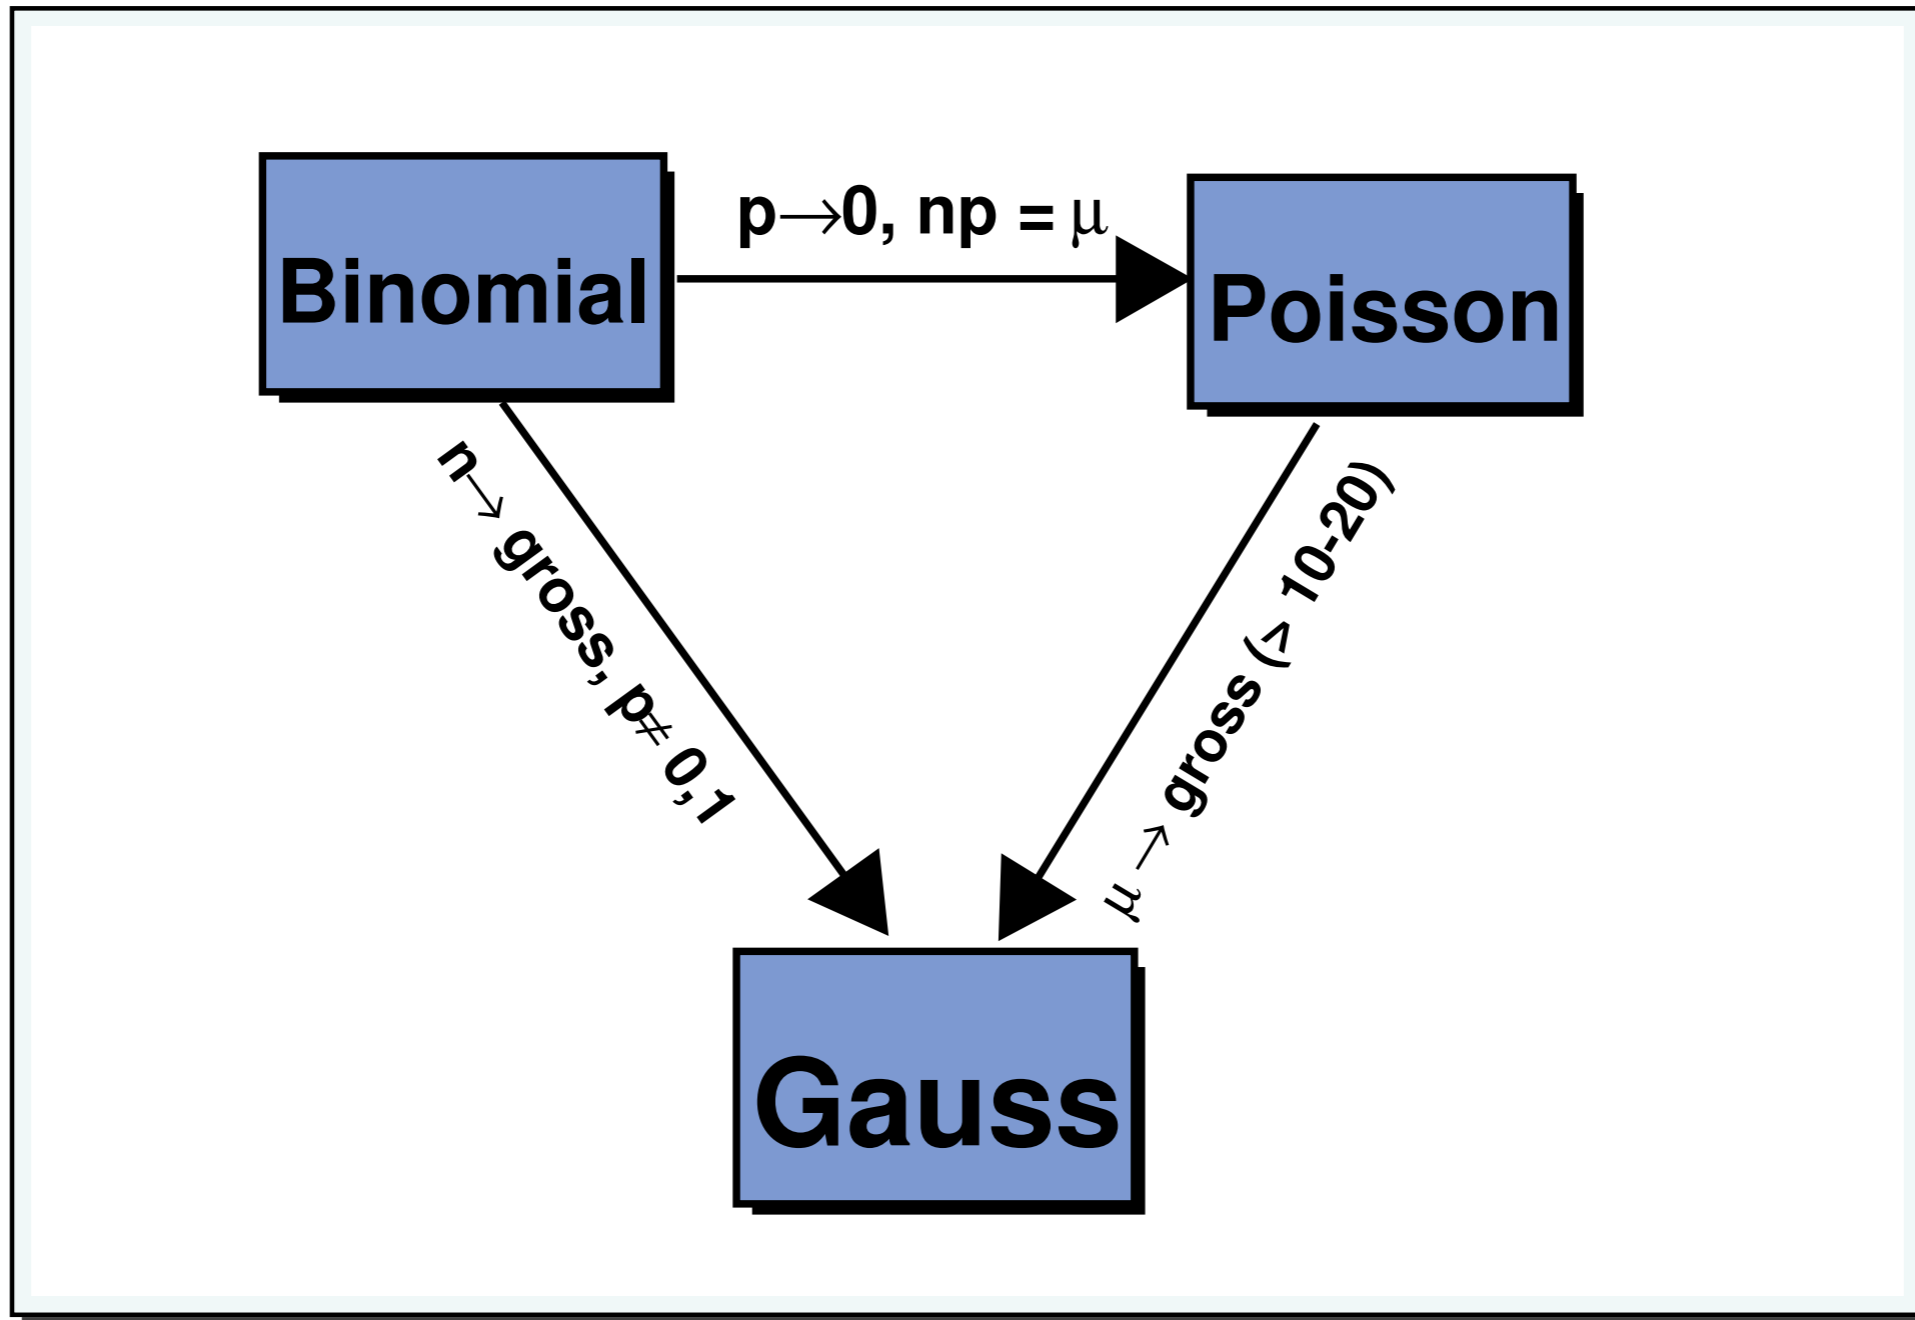 p→0, np = μ
Binomial
Poisson
n→ gross, p≠ 0,1
μ → gross (> 10-20)
Gauss